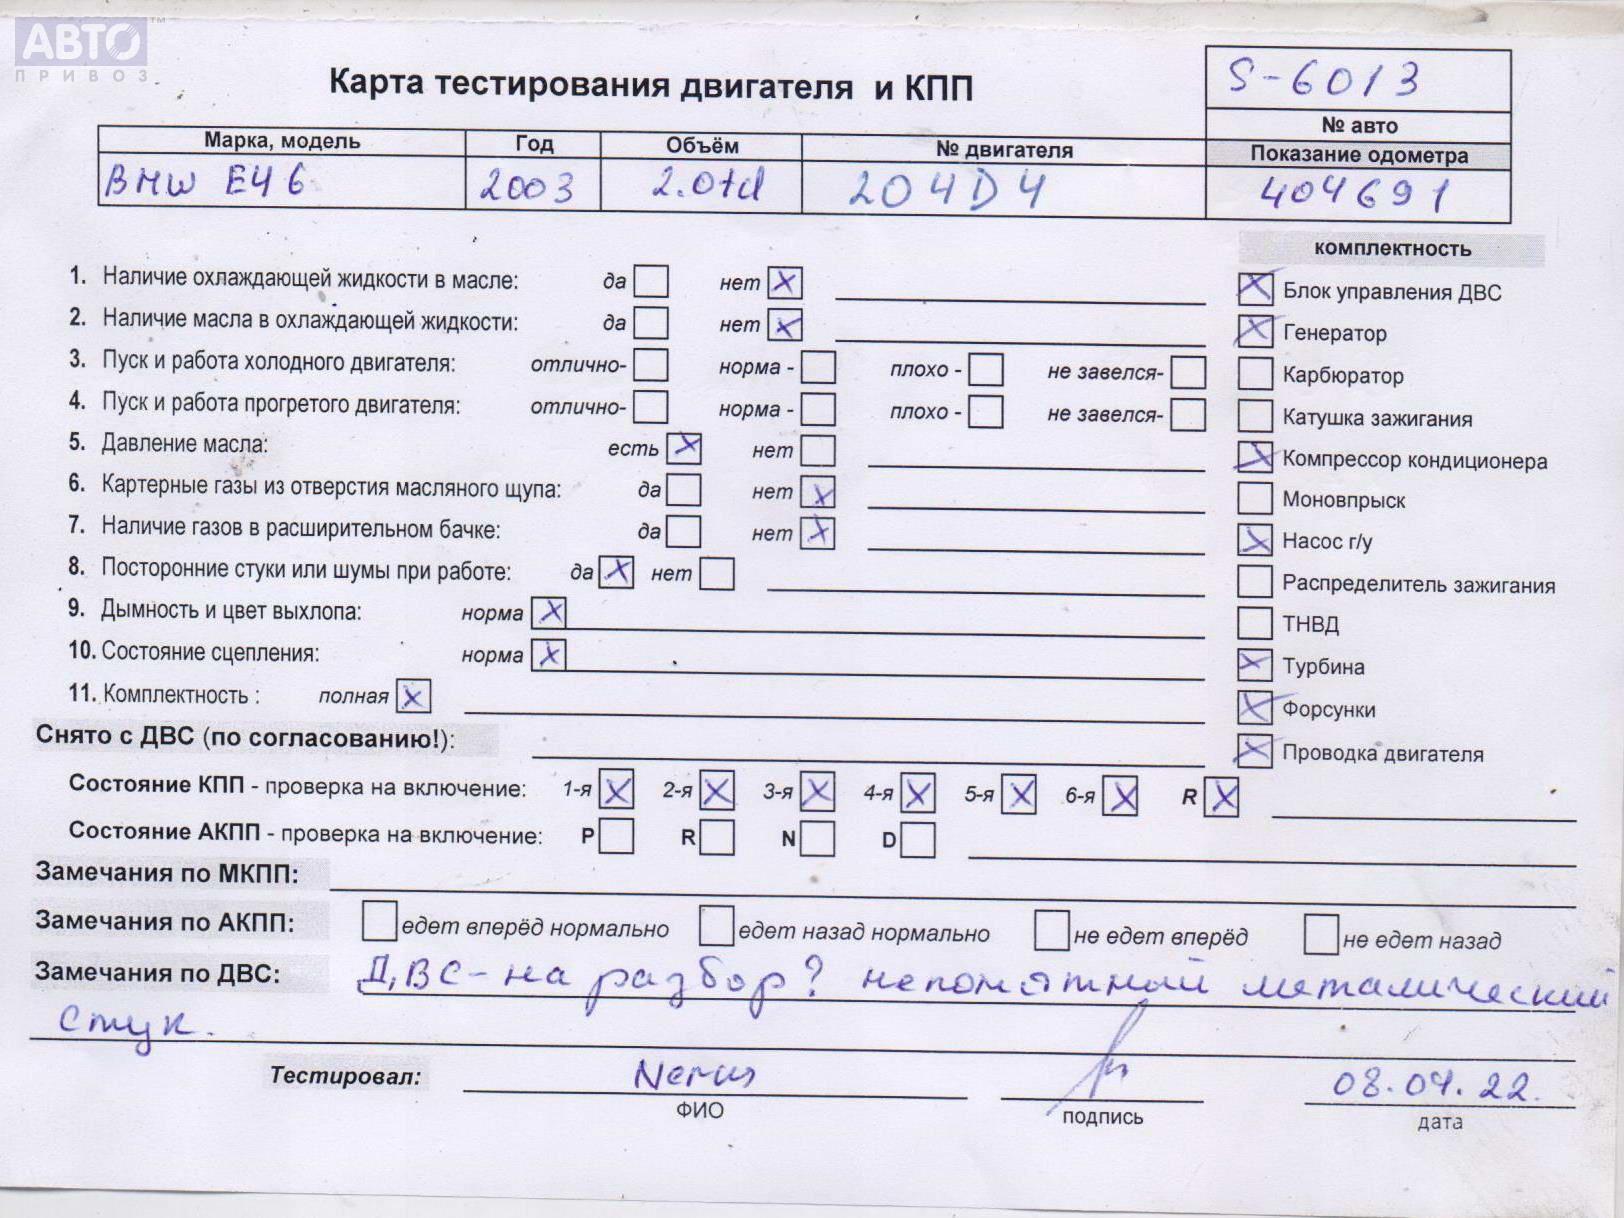 АВТО™
ПРИВОЗ
Карта тестирования двигателя и КПП
S-6013
№ авто
Марка, модель Год Объём № двигателя Показание одометра
BMW E46 2003 2.0td 204D4 404691
комплектность
1. Наличие охлаждающей жидкости в масле: да нет X
Блок управления ДВС X
2. Наличие масла в охлаждающей жидкости: да нет X
Генератор X
3. Пуск и работа холодного двигателя: отлично- норма - плохо - не завелся-
Карбюратор
4. Пуск и работа прогретого двигателя: отлично- норма - плохо - не завелся-
Катушка зажигания
5. Давление масла: есть X нет
Компрессор кондиционера X
6. Картерные газы из отверстия масляного щупа: да нет X
Моновпрыск
7. Наличие газов в расширительном бачке: да нет X
Насос г/у X
8. Посторонние стуки или шумы при работе: да X нет
Распределитель зажигания
9. Дымность и цвет выхлопа: норма X
ТНВД
10. Состояние сцепления: норма X
Турбина X
11. Комплектность : полная X
Форсунки X
Снято с ДВС (по согласованию!):
Проводка двигателя X
Состояние КПП - проверка на включение: 1-я X 2-я X 3-я X 4-я X 5-я X 6-я X R X
Состояние АКПП - проверка на включение: P R N D
Замечания по МКПП:
Замечания по АКПП: едет вперёд нормально едет назад нормально не едет вперёд не едет назад
Замечания по ДВС: ДВС-на разбор? непонятный металический
стук.
Тестировал: 08.04.22.
ФИО подпись дата